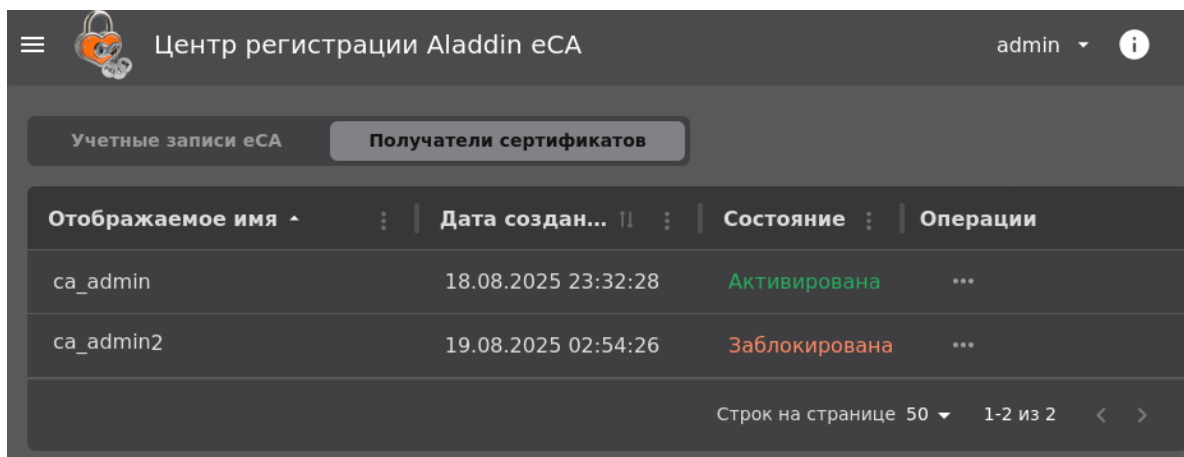 Центр регистрации Aladdin eCA admin
Учетные записи eCA Получатели сертификатов
Отображаемое имя Дата создан... Состояние Операции
ca_admin 18.08.2025 23:32:28 Активирована
ca_admin2 19.08.2025 02:54:26 Заблокирована
Строк на странице 50 1-2 из 2